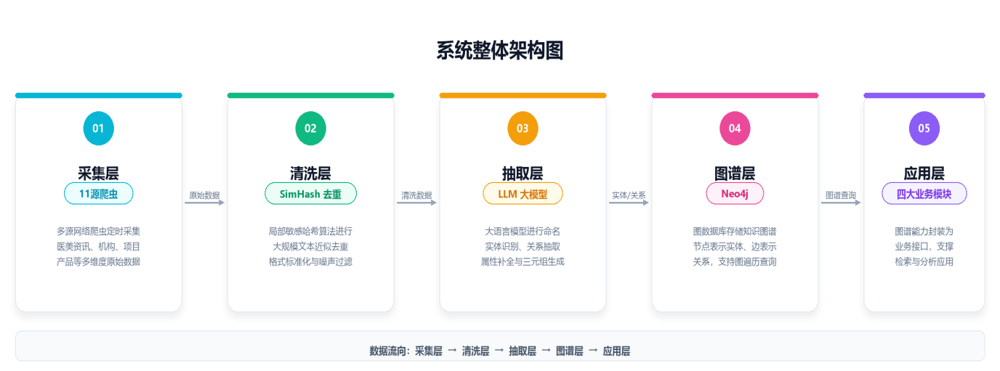 系统整体架构图
01
采集层
11源爬虫
多源网络爬虫定时采集
医美资讯、机构、项目
产品等多维度原始数据
原始数据
02
清洗层
SimHash 去重
局部敏感哈希算法进行
大规模文本近似去重
格式标准化与噪声过滤
清洗数据
03
抽取层
LLM 大模型
大语言模型进行命名
实体识别、关系抽取
属性补全与三元组生成
实体/关系
04
图谱层
Neo4j
图数据库存储知识图谱
节点表示实体、边表示
关系，支持图遍历查询
图谱查询
05
应用层
四大业务模块
图谱能力封装为
业务接口，支撑
检索与分析应用
数据流向：采集层 → 清洗层 → 抽取层 → 图谱层 → 应用层